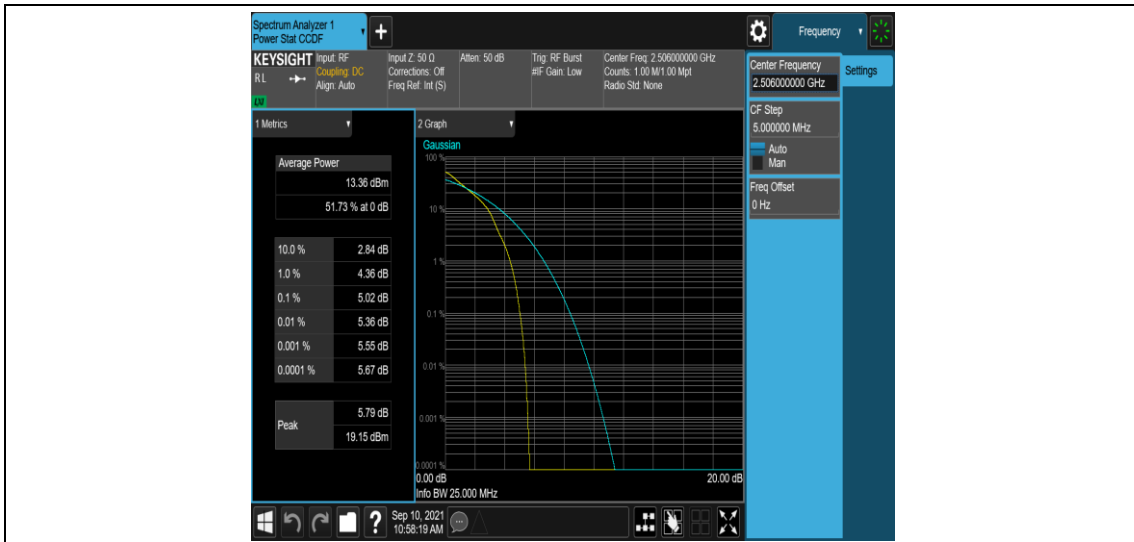 Spectrum Analyzer 1
Power Stat CCDF
+
Frequency
KEYSIGHT
RL
LXI
Input: RF
Coupling: DC
Align: Auto
Input Z: 50 Ω
Corrections: Off
Freq Ref: Int (S)
Atten: 50 dB
Trig: RF Burst
#IF Gain: Low
Center Freq: 2.506000000 GHz
Counts: 1.00 M/1.00 Mpt
Radio Std: None
Center Frequency
2.506000000 GHz
Settings
CF Step
5.000000 MHz
Auto
Man
Freq Offset
0 Hz
1 Metrics
Average Power
13.36 dBm
51.73 % at 0 dB
10.0 % 2.84 dB
1.0 % 4.36 dB
0.1 % 5.02 dB
0.01 % 5.36 dB
0.001 % 5.55 dB
0.0001 % 5.67 dB
Peak
5.79 dB
19.15 dBm
2 Graph
Gaussian
100 %
10 %
1 %
0.1 %
0.01 %
0.001 %
0.0001 %
0.00 dB 20.00 dB
Info BW 25.000 MHz
?
Sep 10, 2021
10:58:19 AM